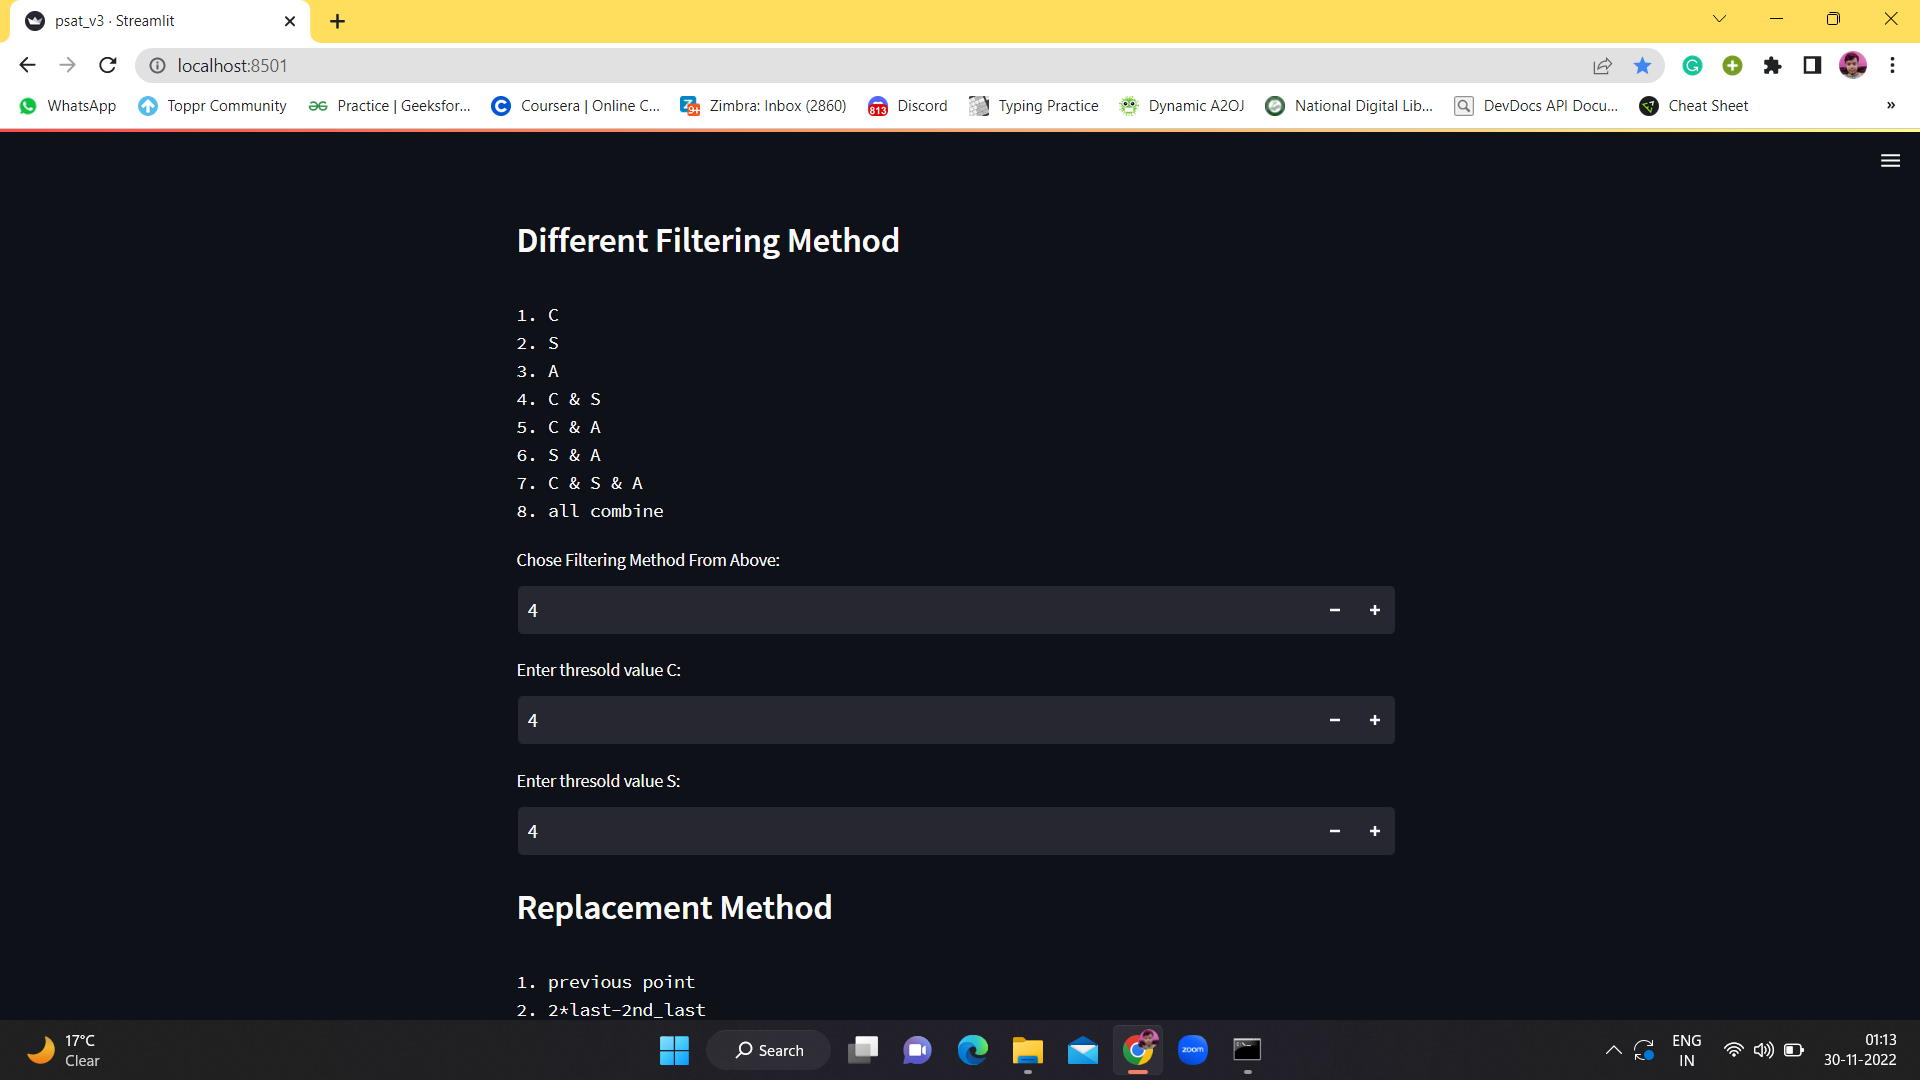 psat_v3 · Streamlit
localhost:8501
WhatsApp
Toppr Community
Practice | Geeksfor...
Coursera | Online C...
9+
Zimbra: Inbox (2860)
813
Discord
Typing Practice
Dynamic A2OJ
National Digital Lib...
DevDocs API Docu...
Cheat Sheet
»
Different Filtering Method
1. C
2. S
3. A
4. C & S
5. C & A
6. S & A
7. C & S & A
8. all combine
Chose Filtering Method From Above:
4
Enter thresold value C:
4
Enter thresold value S:
4
Replacement Method
1. previous point
2. 2*last-2nd_last
17°C
Clear
Search
zoom
ENG
IN
01:13
30-11-2022